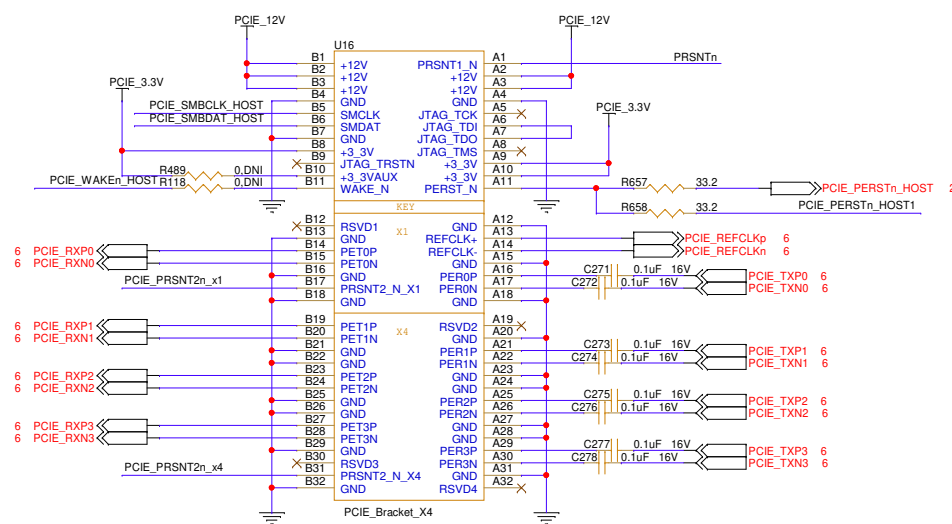 PCIE_12V PCIE_12V
U16
B1 +12V PRSNT1_N A1 PRSNTn
B2 +12V +12V A2
B3 +12V +12V A3
PCIE_3.3V B4 GND GND A4 PCIE_3.3V
PCIE_SMBCLK_HOST B5 SMCLK JTAG_TCK A5
PCIE_SMBDAT_HOST B6 SMDAT JTAG_TDI A6
B7 GND JTAG_TDO A7
B8 +3_3V JTAG_TMS A8
B9 JTAG_TRSTN +3_3V A9
R489 0,DNI B10 +3_3VAUX +3_3V A10
PCIE_WAKEn_HOST R118 0,DNI B11 WAKE_N PERST_N A11 R657 33.2 PCIE_PERSTn_HOST 2
R658 33.2 PCIE_PERSTn_HOST1
KEY
B12 RSVD1 X1 GND A12
B13 GND REFCLK+ A13 PCIE_REFCLKp 6
6 PCIE_RXP0 B14 PET0P REFCLK- A14 PCIE_REFCLKn 6
6 PCIE_RXN0 B15 PET0N GND A15
B16 GND PER0P A16 C271 0.1uF 16V PCIE_TXP0 6
PCIE_PRSNT2n_x1 B17 PRSNT2_N_X1 PER0N A17 C272 0.1uF 16V PCIE_TXN0 6
B18 GND GND A18
6 PCIE_RXP1 B19 PET1P RSVD2 A19
6 PCIE_RXN1 B20 PET1N X4 GND A20
B21 GND PER1P A21 C273 0.1uF 16V PCIE_TXP1 6
B22 GND PER1N A22 C274 0.1uF 16V PCIE_TXN1 6
6 PCIE_RXP2 B23 PET2P GND A23
6 PCIE_RXN2 B24 PET2N GND A24
B25 GND PER2P A25 C275 0.1uF 16V PCIE_TXP2 6
B26 GND PER2N A26 C276 0.1uF 16V PCIE_TXN2 6
6 PCIE_RXP3 B27 PET3P GND A27
6 PCIE_RXN3 B28 PET3N GND A28
B29 GND PER3P A29 C277 0.1uF 16V PCIE_TXP3 6
B30 RSVD3 PER3N A30 C278 0.1uF 16V PCIE_TXN3 6
PCIE_PRSNT2n_x4 B31 PRSNT2_N_X4 GND A31
B32 GND RSVD4 A32
PCIE_Bracket_X4